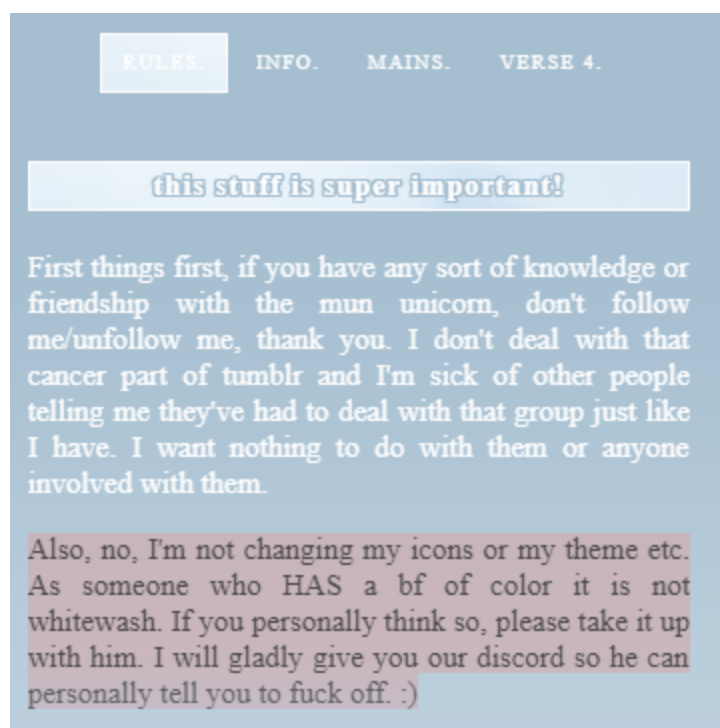 RULES. INFO. MAINS. VERSE 4.
this stuff is super important!
First things first, if you have any sort of knowledge or
friendship with the mun unicorn, don't follow
me/unfollow me, thank you. I don't deal with that
cancer part of tumblr and I'm sick of other people
telling me they've had to deal with that group just like
I have. I want nothing to do with them or anyone
involved with them.
Also, no, I'm not changing my icons or my theme etc.
As someone who HAS a bf of color it is not
whitewash. If you personally think so, please take it up
with him. I will gladly give you our discord so he can
personally tell you to fuck off. :)